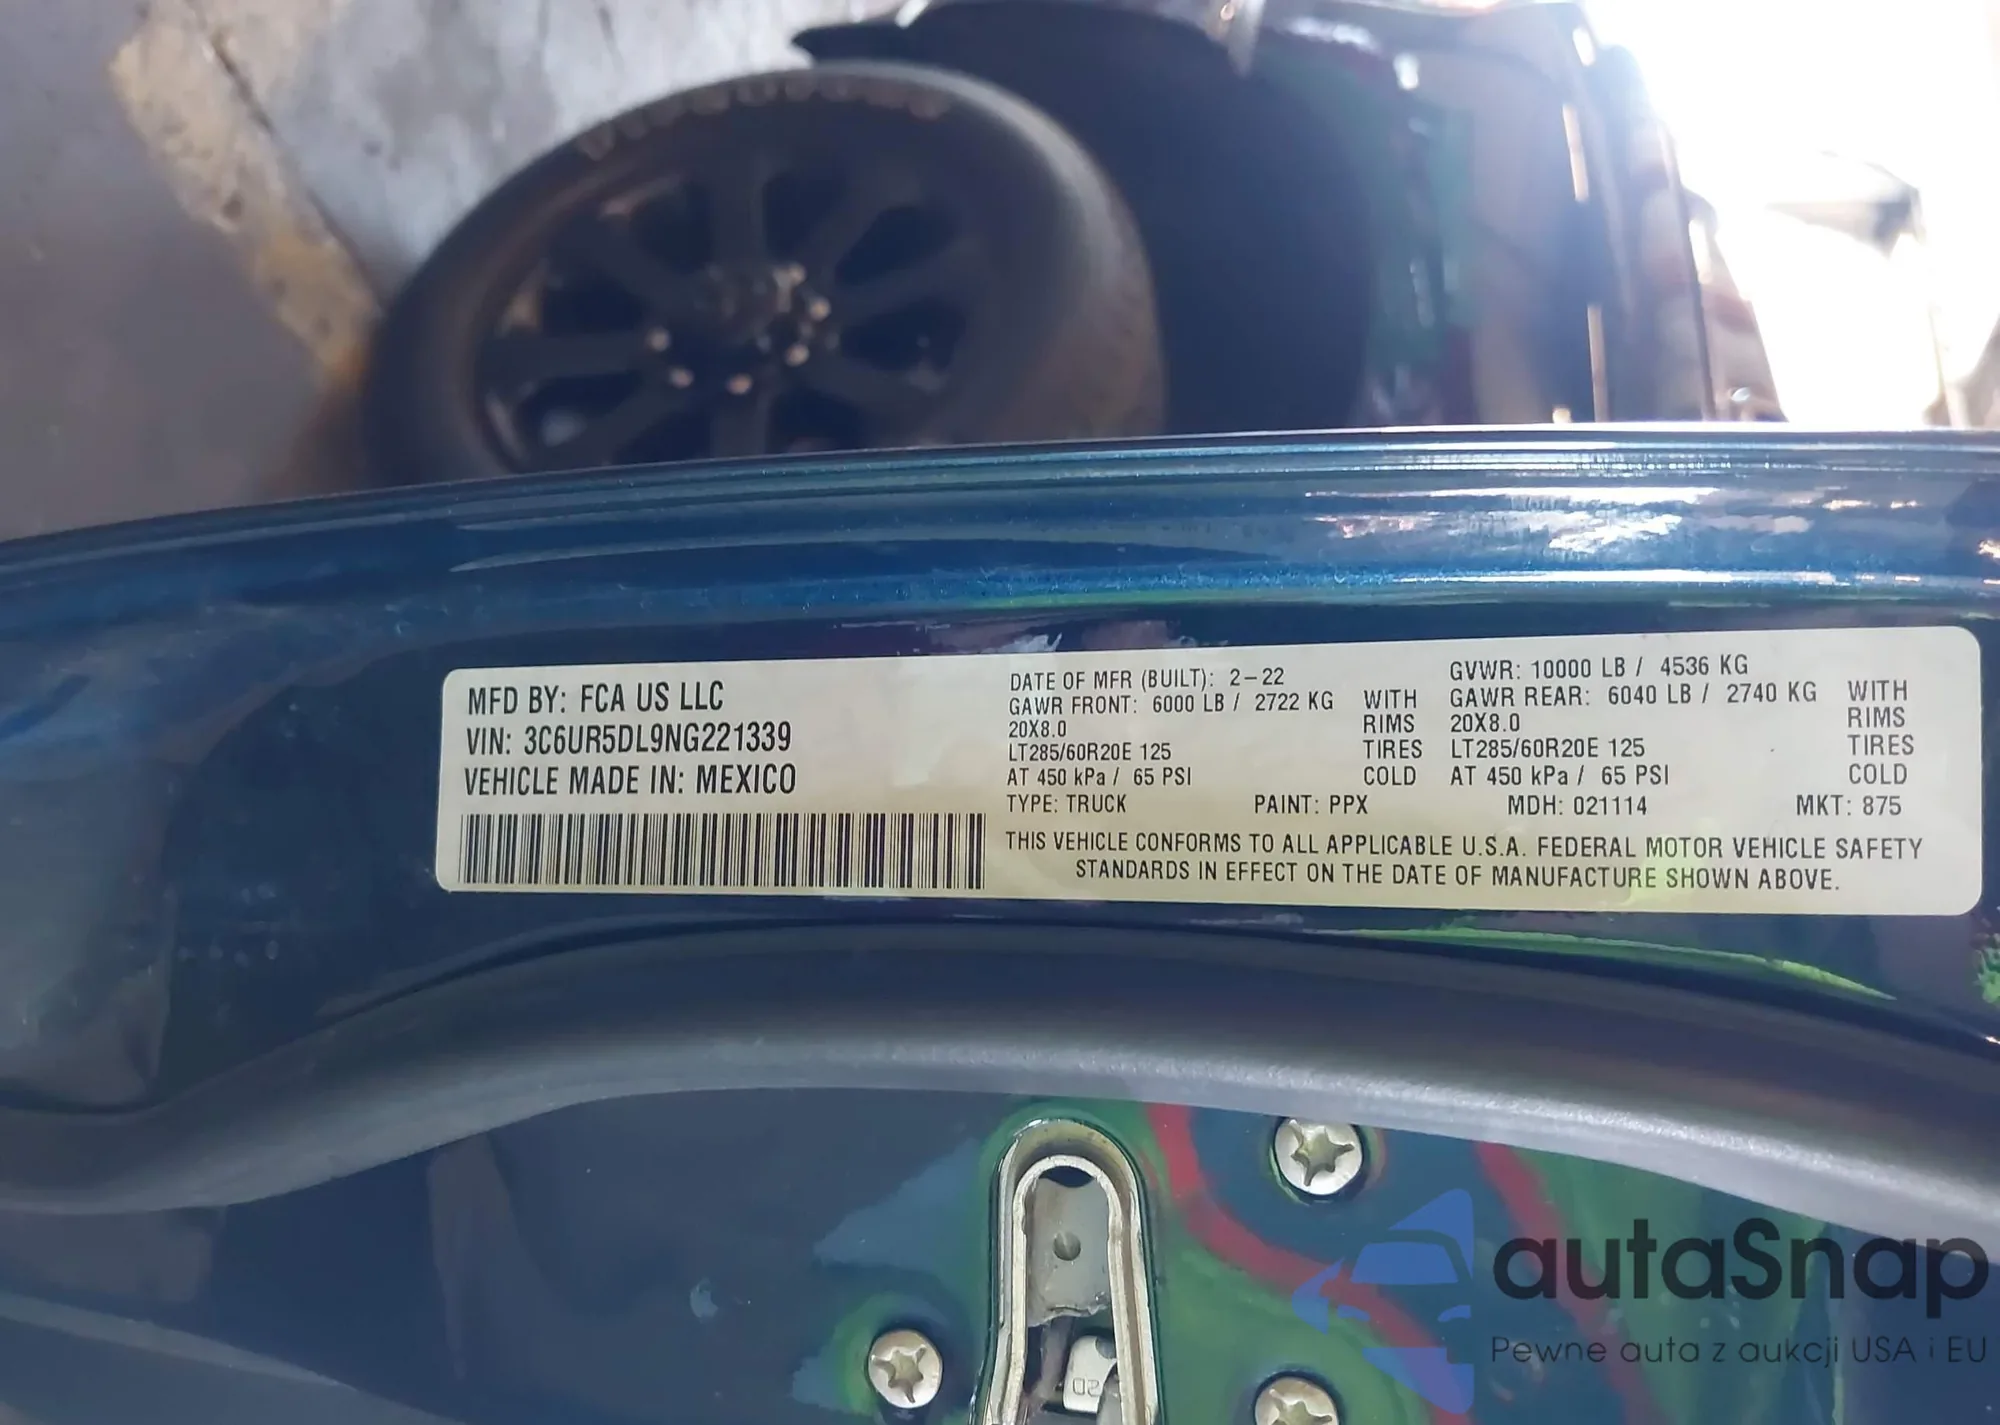 MFD BY: FCA US LLC
VIN: 3C6UR5DL9NG221339
VEHICLE MADE IN: MEXICO
DATE OF MFR (BUILT): 2-22
GAWR FRONT: 6000 LB / 2722 KG WITH
20X8.0 RIMS
LT285/60R20E 125 TIRES
AT 450 kPa / 65 PSI COLD
GVWR: 10000 LB / 4536 KG
GAWR REAR: 6040 LB / 2740 KG WITH
20X8.0 RIMS
LT285/60R20E 125 TIRES
AT 450 kPa / 65 PSI COLD
TYPE: TRUCK PAINT: PPX MDH: 021114 MKT: 875
THIS VEHICLE CONFORMS TO ALL APPLICABLE U.S.A. FEDERAL MOTOR VEHICLE SAFETY
STANDARDS IN EFFECT ON THE DATE OF MANUFACTURE SHOWN ABOVE.
autaSnap
Pewne auta z aukcji USA i EU